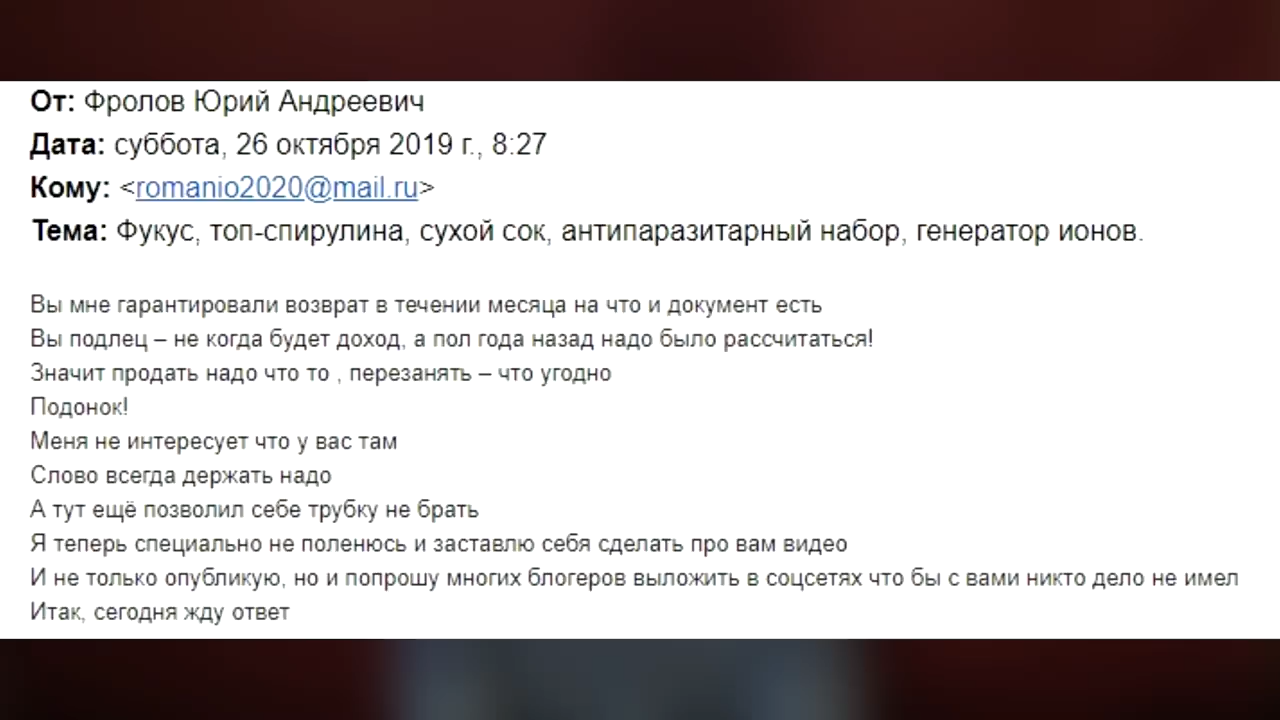 От: Фролов Юрий Андреевич
Дата: суббота, 26 октября 2019 г., 8:27
Кому: <romanio2020@mail.ru>
Тема: Фукус, топ-спирулина, сухой сок, антипаразитарный набор, генератор ионов.
Вы мне гарантировали возврат в течении месяца на что и документ есть
Вы подлец – не когда будет доход, а пол года назад надо было рассчитаться!
Значит продать надо что то , перезанять – что угодно
Подонок!
Меня не интересует что у вас там
Слово всегда держать надо
А тут ещё позволил себе трубку не брать
Я теперь специально не поленюсь и заставлю себя сделать про вам видео
И не только опубликую, но и попрошу многих блогеров выложить в соцсетях что бы с вами никто дело не имел
Итак, сегодня жду ответ